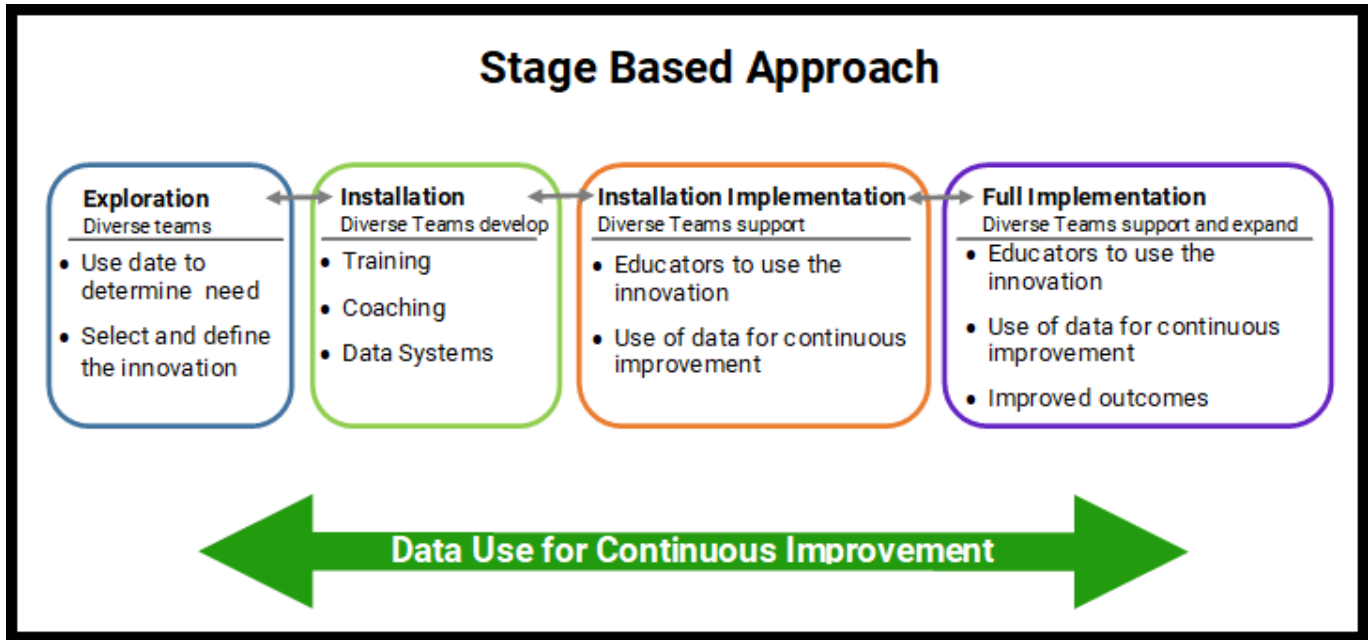 Stage Based Approach
Exploration
Diverse teams
• Use date to
determine need
• Select and define
the innovation
Installation
Diverse Teams develop
• Training
• Coaching
• Data Systems
Installation Implementation
Diverse Teams support
• Educators to use the
innovation
• Use of data for continuous
improvement
Full Implementation
Diverse Teams support and expand
• Educators to use the
innovation
• Use of data for continuous
improvement
• Improved outcomes
Data Use for Continuous Improvement